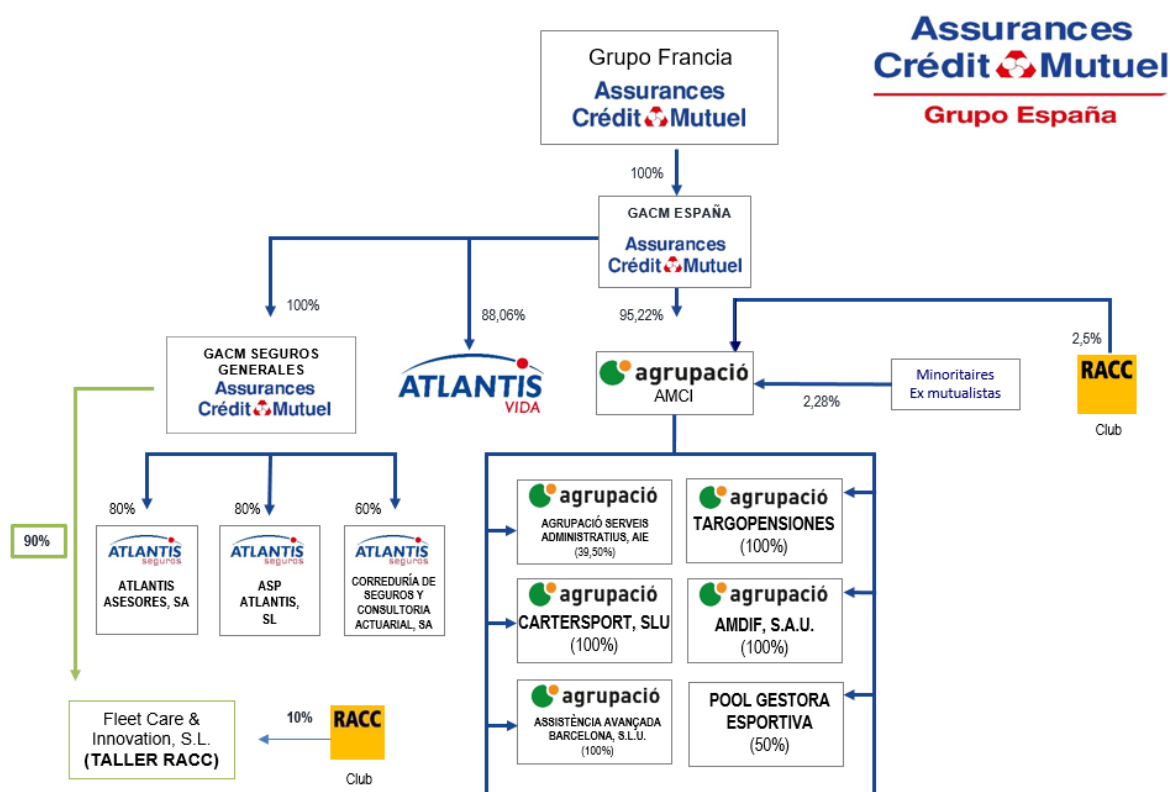 Assurances
Crédit Mutuel
Grupo España
Grupo Francia
Assurances
Crédit Mutuel
100%
GACM ESPAÑA
Assurances
Crédit Mutuel
100%
88,06%
95,22%
2,5%
GACM SEGUROS
GENERALES
Assurances
Crédit Mutuel
ATLANTIS
VIDA
agrupació
AMCI
2,28%
Minoritaires
Ex mutualistas
RACC
Club
80%
80%
60%
90%
ATLANTIS
seguros
ATLANTIS
ASESORES, SA
ATLANTIS
seguros
ASP
ATLANTIS,
SL
ATLANTIS
seguros
CORREDURÍA DE
SEGUROS Y
CONSULTORIA
ACTUARIAL, SA
agrupació
AGRUPACIÓ SERVEIS
ADMINISTRATIUS, AIE
(39,50%)
agrupació
TARGOPENSIONES
(100%)
agrupació
CARTERSPORT, SLU
(100%)
agrupació
AMDIF, S.A.U.
(100%)
agrupació
ASSISTÈNCIA AVANÇADA
BARCELONA, S.L.U.
(100%)
POOL GESTORA
ESPORTIVA
(50%)
Fleet Care &
Innovation, S.L.
(TALLER RACC)
10%
RACC
Club